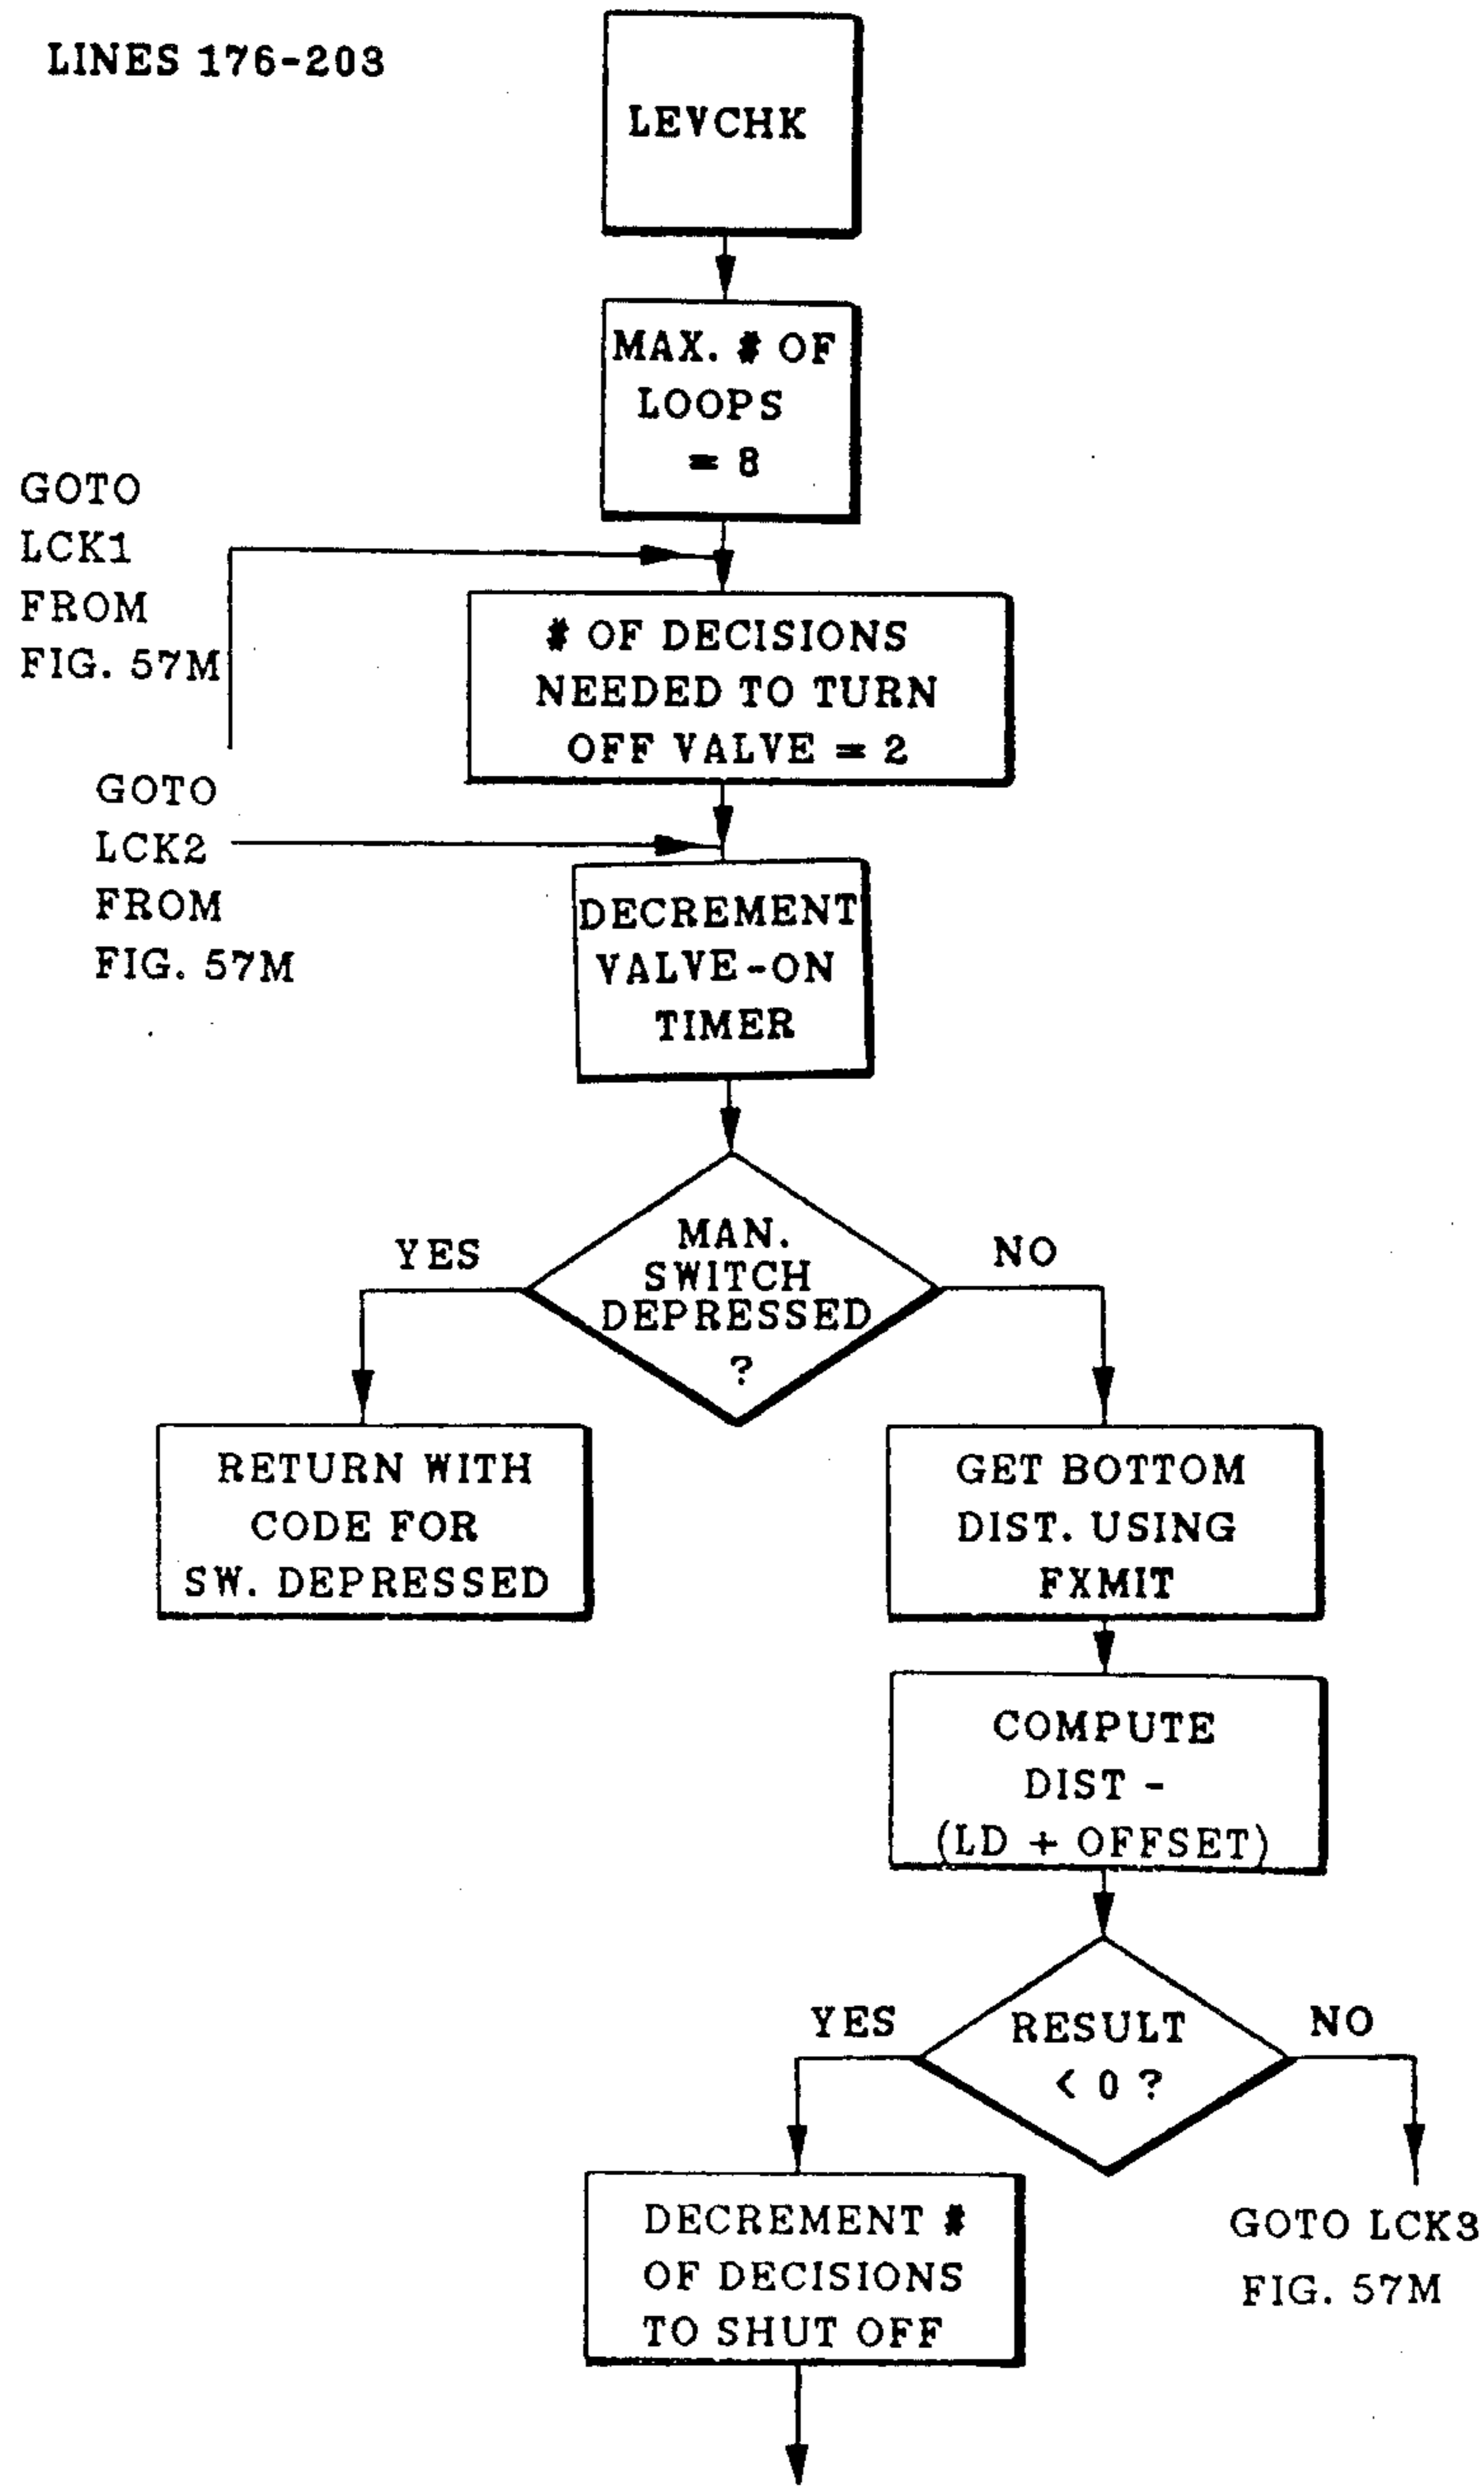 LINES 176-203
LEVCHK
MAX. # OF
LOOPS
= 8
GOTO
LCK1
FROM
FIG. 57M
# OF DECISIONS
NEEDED TO TURN
OFF VALVE = 2
GOTO
LCK2
FROM
FIG. 57M
DECREMENT
VALVE-ON
TIMER
YES
MAN.
SWITCH
DEPRESSED
?
NO
RETURN WITH
CODE FOR
SW. DEPRESSED
GET BOTTOM
DIST. USING
FXMIT
COMPUTE
DIST -
(LD + OFFSET)
YES
RESULT
< 0 ?
NO
DECREMENT #
OF DECISIONS
TO SHUT OFF
GOTO LCK3
FIG. 57M